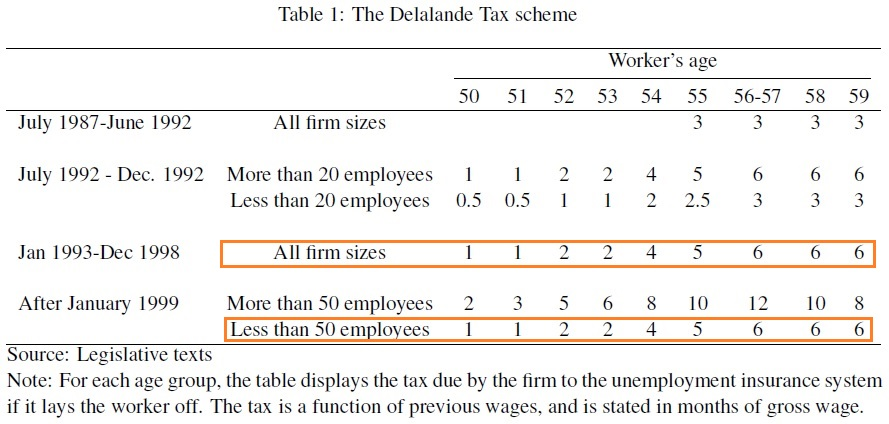 Table 1: The Delalande Tax scheme
Worker's age
50 51 52 53 54 55 56-57 58 59
July 1987-June 1992 All firm sizes 3 3 3 3
July 1992 - Dec. 1992 More than 20 employees 1 1 2 2 4 5 6 6 6
Less than 20 employees 0.5 0.5 1 1 2 2.5 3 3 3
Jan 1993-Dec 1998 All firm sizes 1 1 2 2 4 5 6 6 6
After January 1999 More than 50 employees 2 3 5 6 8 10 12 10 8
Less than 50 employees 1 1 2 2 4 5 6 6 6
Source: Legislative texts
Note: For each age group, the table displays the tax due by the firm to the unemployment insurance system
if it lays the worker off. The tax is a function of previous wages, and is stated in months of gross wage.